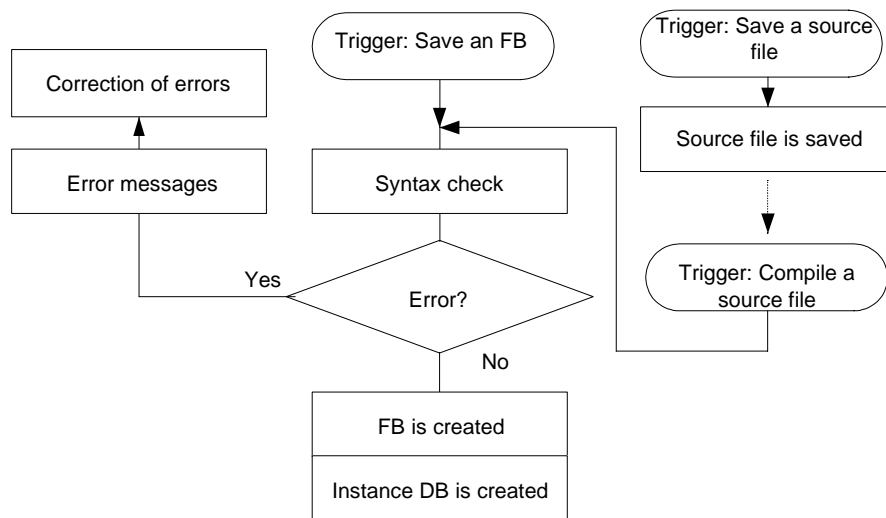 Trigger: Save an FB
Trigger: Save a source
file
Correction of errors
Source file is saved
Error messages
Syntax check
Trigger: Compile a
source file
Yes
Error?
No
FB is created
Instance DB is created